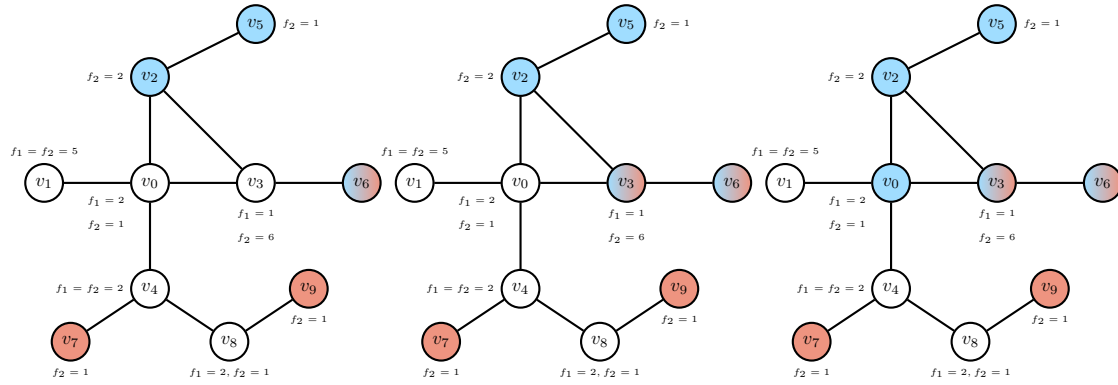 v5 f2 = 1
f2 = 2 v2
f1 = f2 = 5
v1 v0 v3 v6
f1 = 2 f1 = 1
f2 = 1
f2 = 6
f1 = f2 = 2 v4 v9
f2 = 1
v7 v8
f2 = 1 f1 = 2, f2 = 1
v5 f2 = 1
f2 = 2 v2
f1 = f2 = 5
v1 v0 v3 v6
f1 = 2 f1 = 1
f2 = 1
f2 = 6
f1 = f2 = 2 v4 v9
f2 = 1
v7 v8
f2 = 1 f1 = 2, f2 = 1
v5 f2 = 1
f2 = 2 v2
f1 = f2 = 5
v1 v0 v3 v6
f1 = 2 f1 = 1
f2 = 1
f2 = 6
f1 = f2 = 2 v4 v9
f2 = 1
v7 v8
f2 = 1 f1 = 2, f2 = 1